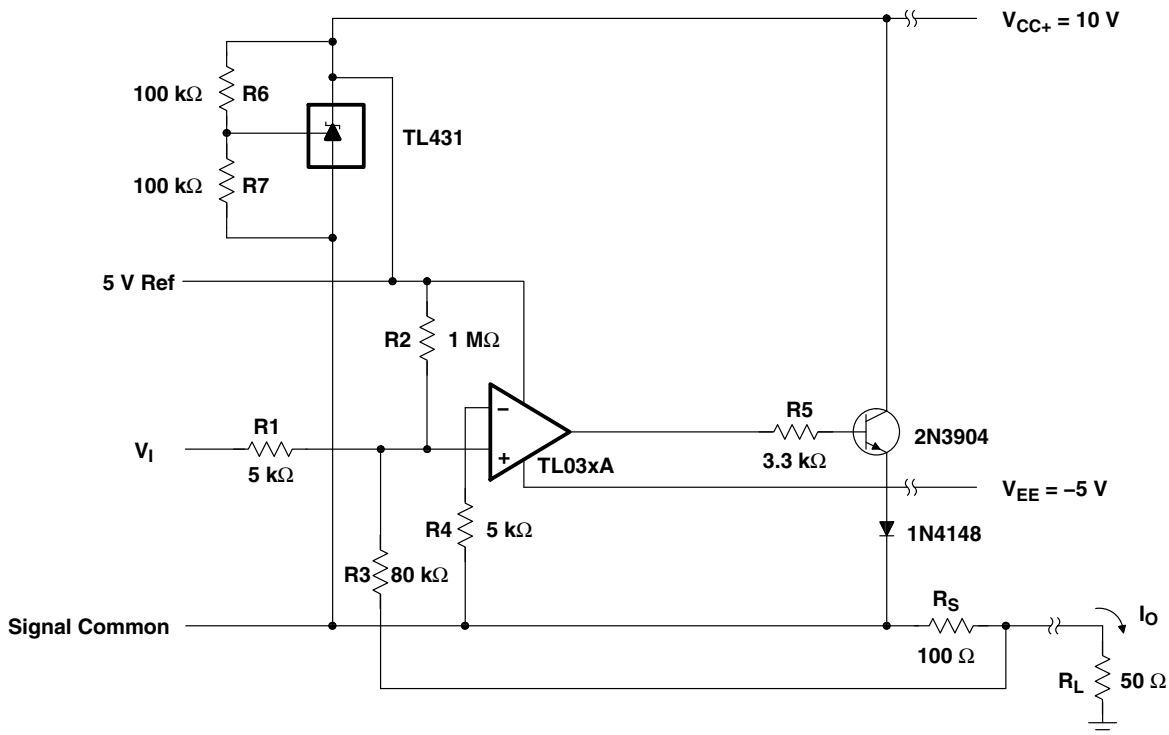 V_CC+ = 10 V
100 kΩ R6
TL431
100 kΩ R7
5 V Ref
R2 1 MΩ
R1
V_I
5 kΩ
−
+
TL03xA
R5
3.3 kΩ
2N3904
V_EE = −5 V
R4 5 kΩ
1N4148
R3 80 kΩ
Signal Common
R_S
100 Ω
I_O
R_L 50 Ω